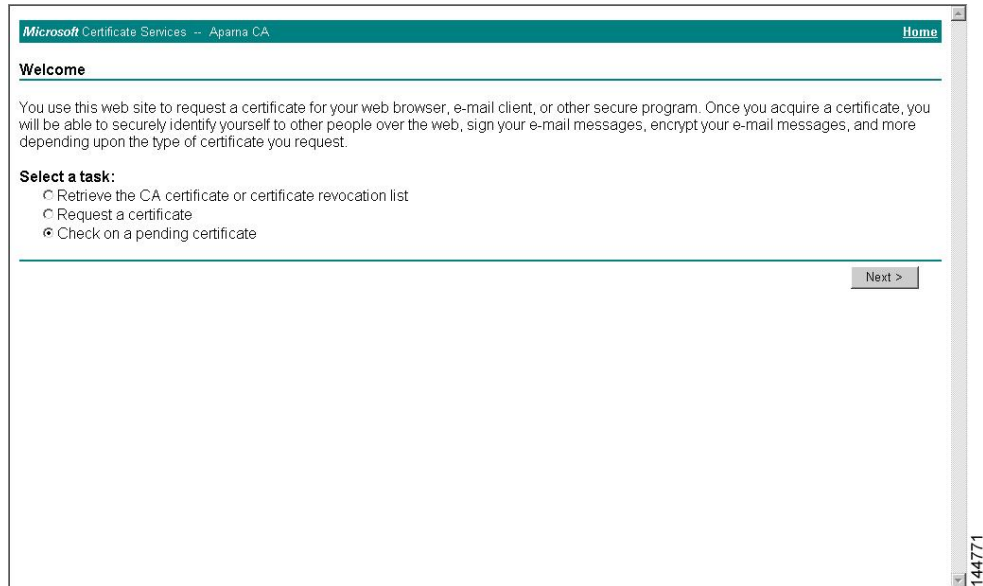 Microsoft Certificate Services -- Aparna CA Home
Welcome
You use this web site to request a certificate for your web browser, e-mail client, or other secure program. Once you acquire a certificate, you
will be able to securely identify yourself to other people over the web, sign your e-mail messages, encrypt your e-mail messages, and more
depending upon the type of certificate you request.
Select a task:
Retrieve the CA certificate or certificate revocation list
Request a certificate
Check on a pending certificate
Next >
144771